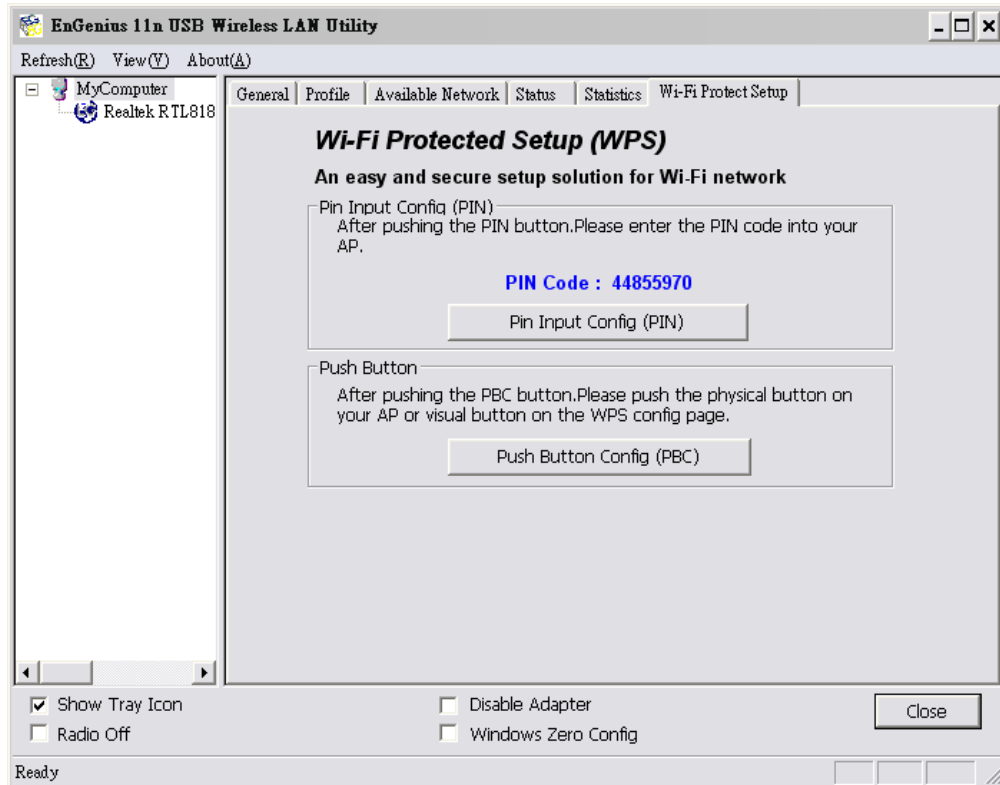 EnGenius 11n USB Wireless LAN Utility
Refresh(R) View(V) About(A)
MyComputer
Realtek RTL818
General Profile Available Network Status Statistics Wi-Fi Protect Setup
Wi-Fi Protected Setup (WPS)
An easy and secure setup solution for Wi-Fi network
Pin Input Config (PIN)
After pushing the PIN button.Please enter the PIN code into your
AP.
PIN Code : 44855970
Pin Input Config (PIN)
Push Button
After pushing the PBC button.Please push the physical button on
your AP or visual button on the WPS config page.
Push Button Config (PBC)
Show Tray Icon
Disable Adapter
Close
Radio Off
Windows Zero Config
Ready